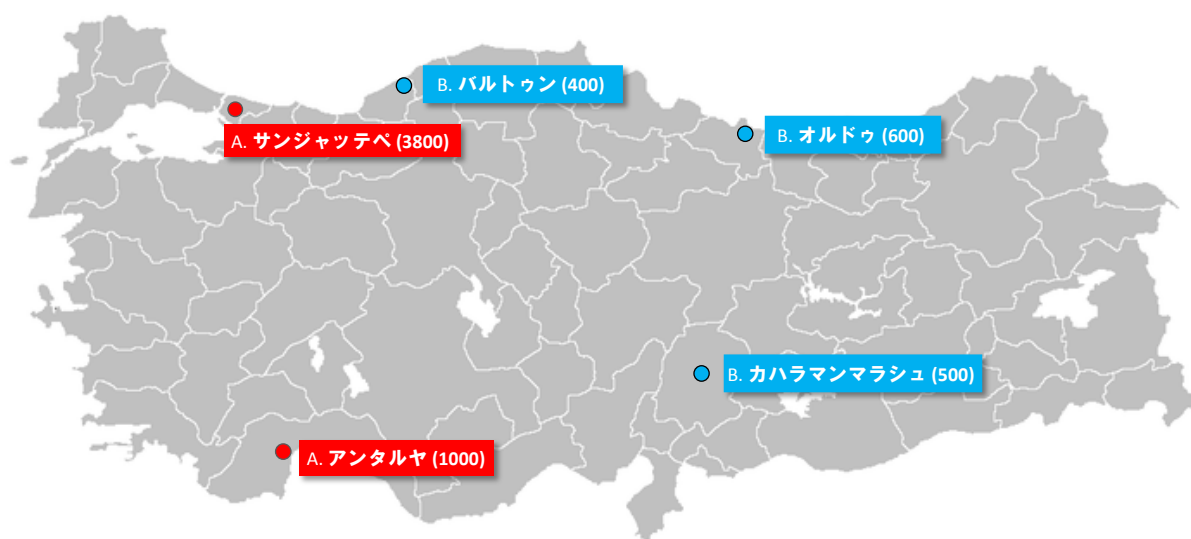 B. バルトゥン (400)
A. サンジャッテペ (3800)
B. オルドゥ (600)
B. カハラマンマラシュ (500)
A. アンタルヤ (1000)